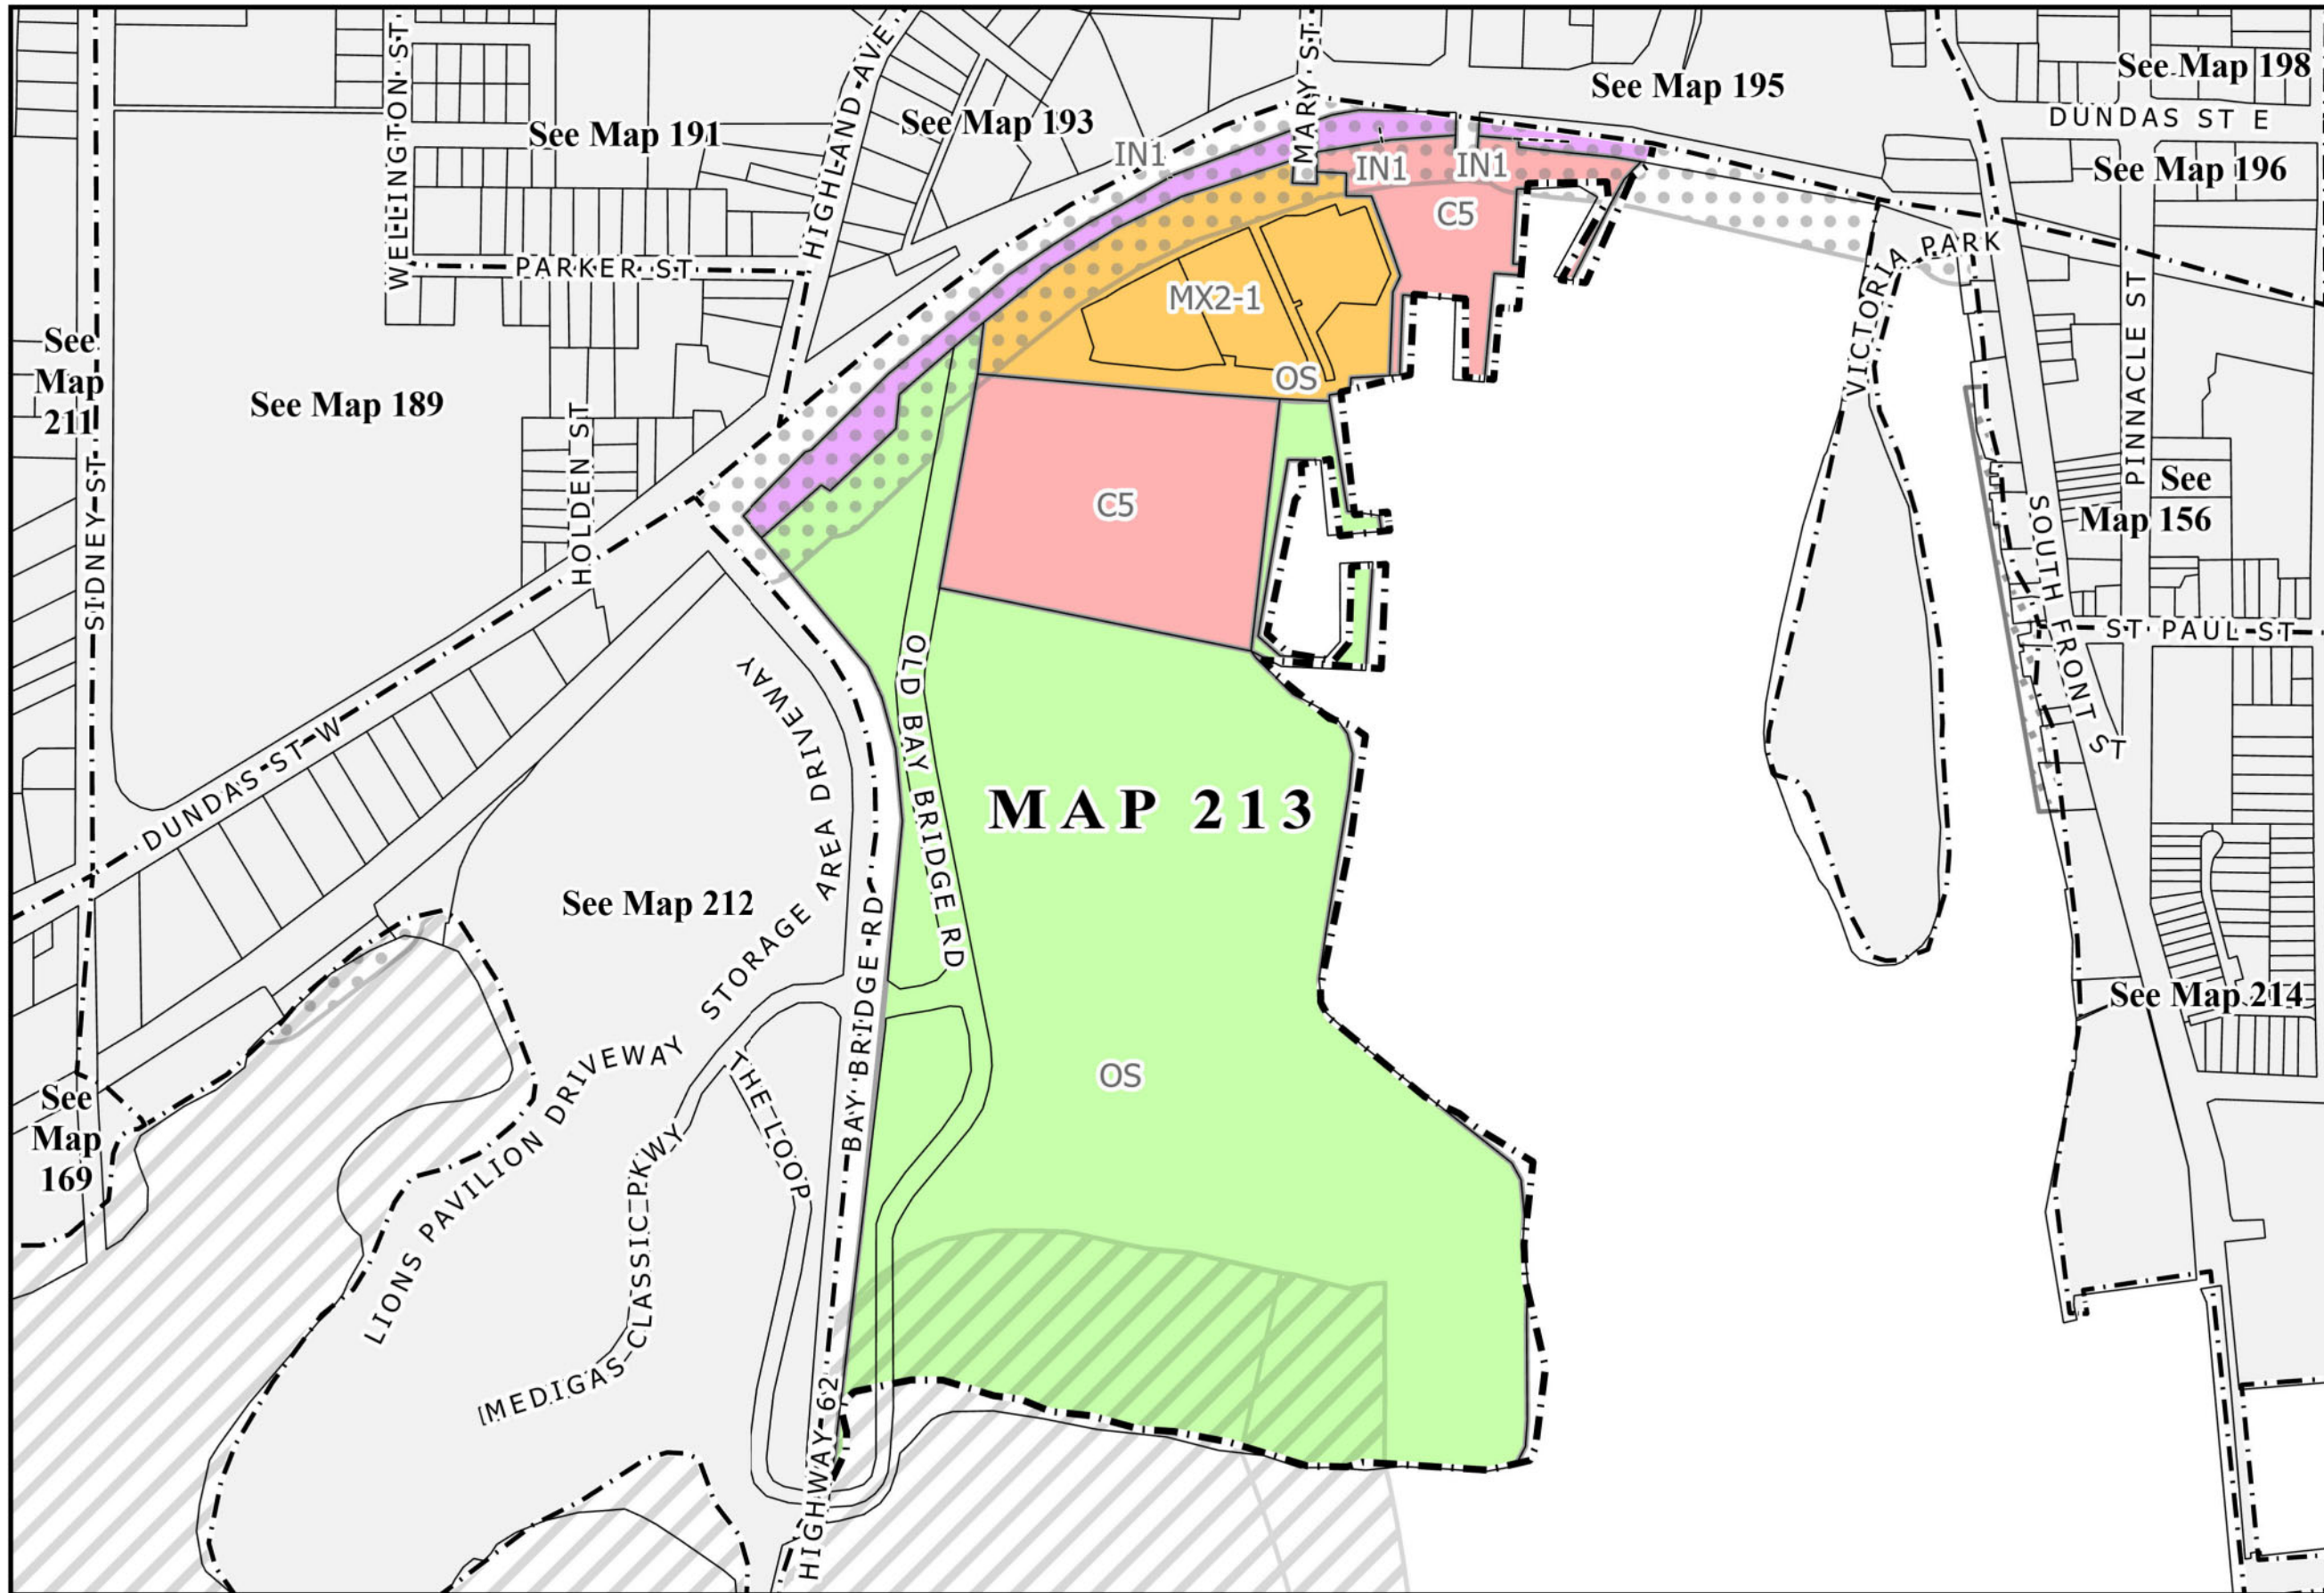 WELLINGTON ST
HIGHLAND AVE
MARY ST
See Map 195
See Map 198
DUNDAS ST E
See Map 191
See Map 193
IN1
IN1
IN1
See Map 196
C5
PARKER ST
VICTORIA PARK
MX2-1
PINNACLE ST
See
Map
211
See Map 189
OS
HOLDEN ST
SIDNEY ST
C5
See
Map 156
SOUTH FRONT ST
ST PAUL ST
OLD BAY BRIDGE RD
DUNDAS ST W
STORAGE AREA DRIVEWAY
MAP 213
See Map 212
BAY BRIDGE RD
See Map 214
See
Map
169
LIONS PAVILION DRIVEWAY
THE LOOP
OS
MEDIGAS CLASSIC PKWY
HIGHWAY 62